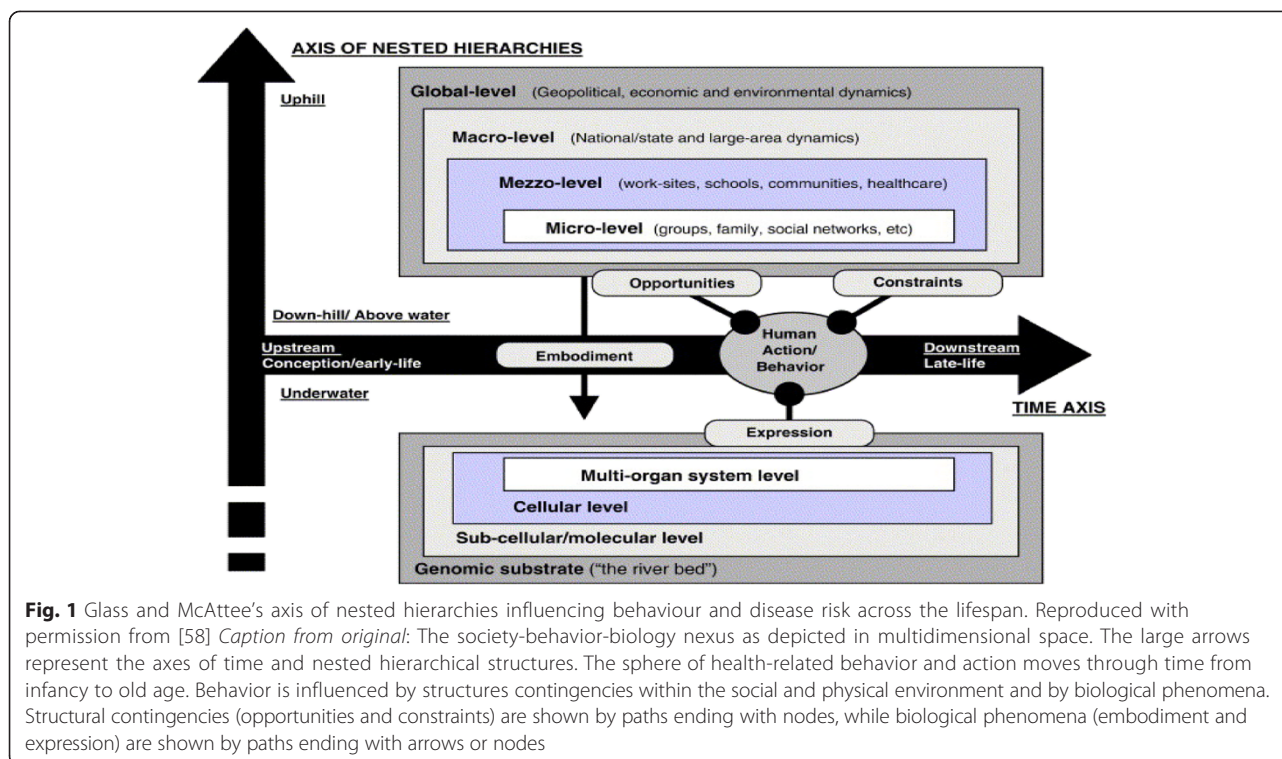 AXIS OF NESTED HIERARCHIES
Uphill
Global-level (Geopolitical, economic and environmental dynamics)
Macro-level (National/state and large-area dynamics)
Mezzo-level (work-sites, schools, communities, healthcare)
Micro-level (groups, family, social networks, etc)
Opportunities
Constraints
Down-hill/ Above water
Upstream
Conception/early-life
Embodiment
Human
Action/
Behavior
Downstream
Late-life
Underwater
TIME AXIS
Expression
Multi-organ system level
Cellular level
Sub-cellular/molecular level
Genomic substrate ("the river bed")
Fig. 1 Glass and McAttee's axis of nested hierarchies influencing behaviour and disease risk across the lifespan. Reproduced with
permission from [58] Caption from original: The society-behavior-biology nexus as depicted in multidimensional space. The large arrows
represent the axes of time and nested hierarchical structures. The sphere of health-related behavior and action moves through time from
infancy to old age. Behavior is influenced by structures contingencies within the social and physical environment and by biological phenomena.
Structural contingencies (opportunities and constraints) are shown by paths ending with nodes, while biological phenomena (embodiment and
expression) are shown by paths ending with arrows or nodes